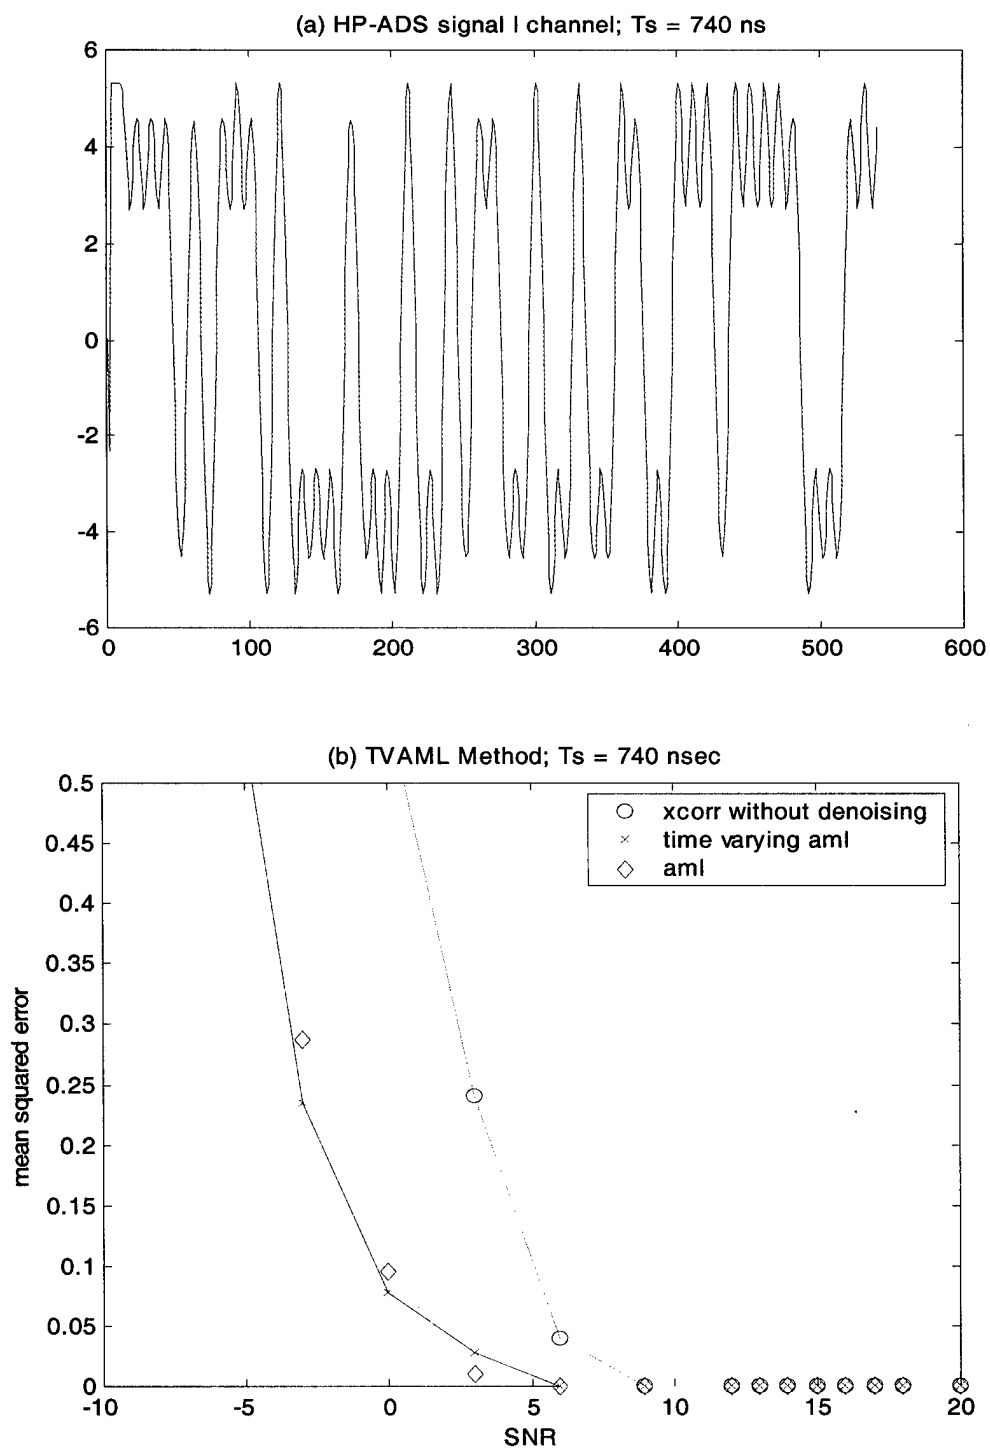 (a) HP-ADS signal I channel; Ts = 740 ns
6
4
2
0
-2
-4
-6
0 100 200 300 400 500 600
(b) TVAML Method; Ts = 740 nsec
0.5
0.45
0.4
0.35
0.3
0.25
0.2
0.15
0.1
0.05
0
mean squared error
xcorr without denoising
time varying aml
aml
-10 -5 0 5 10 15 20
SNR